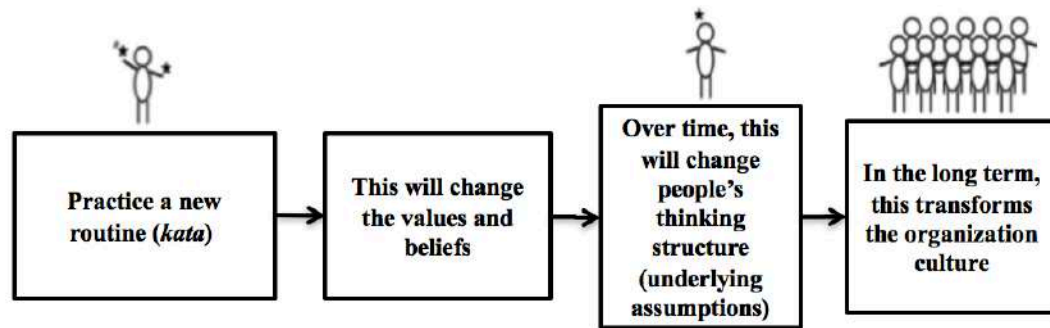 Practice a new
routine (kata)
This will change
the values and
beliefs
Over time, this
will change
people’s
thinking
structure
(underlying
assumptions)
In the long term,
this transforms
the organization
culture